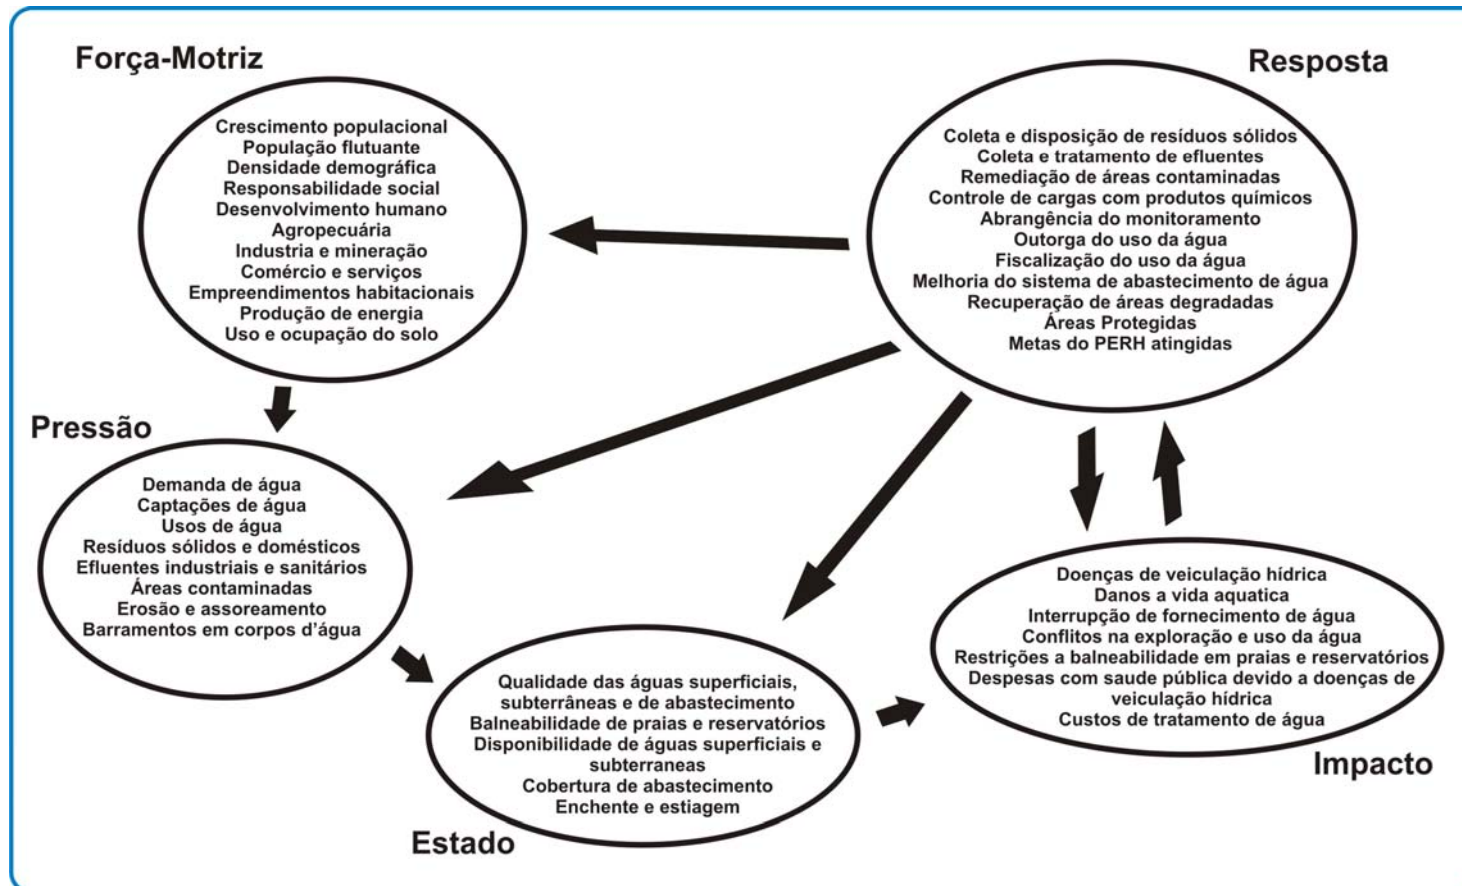 Força-Motriz
Crescimento populacional
População flutuante
Densidade demográfica
Responsabilidade social
Desenvolvimento humano
Agropecuária
Industria e mineração
Comércio e serviços
Empreendimentos habitacionais
Produção de energia
Uso e ocupação do solo
Resposta
Coleta e disposição de resíduos sólidos
Coleta e tratamento de efluentes
Remediação de áreas contaminadas
Controle de cargas com produtos químicos
Abrangência do monitoramento
Outorga do uso da água
Fiscalização do uso da água
Melhoria do sistema de abastecimento de água
Recuperação de áreas degradadas
Áreas Protegidas
Metas do PERH atingidas
Pressão
Demanda de água
Captações de água
Usos de água
Resíduos sólidos e domésticos
Efluentes industriais e sanitários
Áreas contaminadas
Erosão e assoreamento
Barramentos em corpos d'água
Qualidade das águas superficiais,
subterrâneas e de abastecimento
Balneabilidade de praias e reservatórios
Disponibilidade de águas superficiais e
subterraneas
Cobertura de abastecimento
Enchente e estiagem
Estado
Doenças de veiculação hídrica
Danos a vida aquatica
Interrupção de fornecimento de água
Conflitos na exploração e uso da água
Restrições a balneabilidade em praias e reservatórios
Despesas com saude pública devido a doenças de
veiculação hídrica
Custos de tratamento de água
Impacto